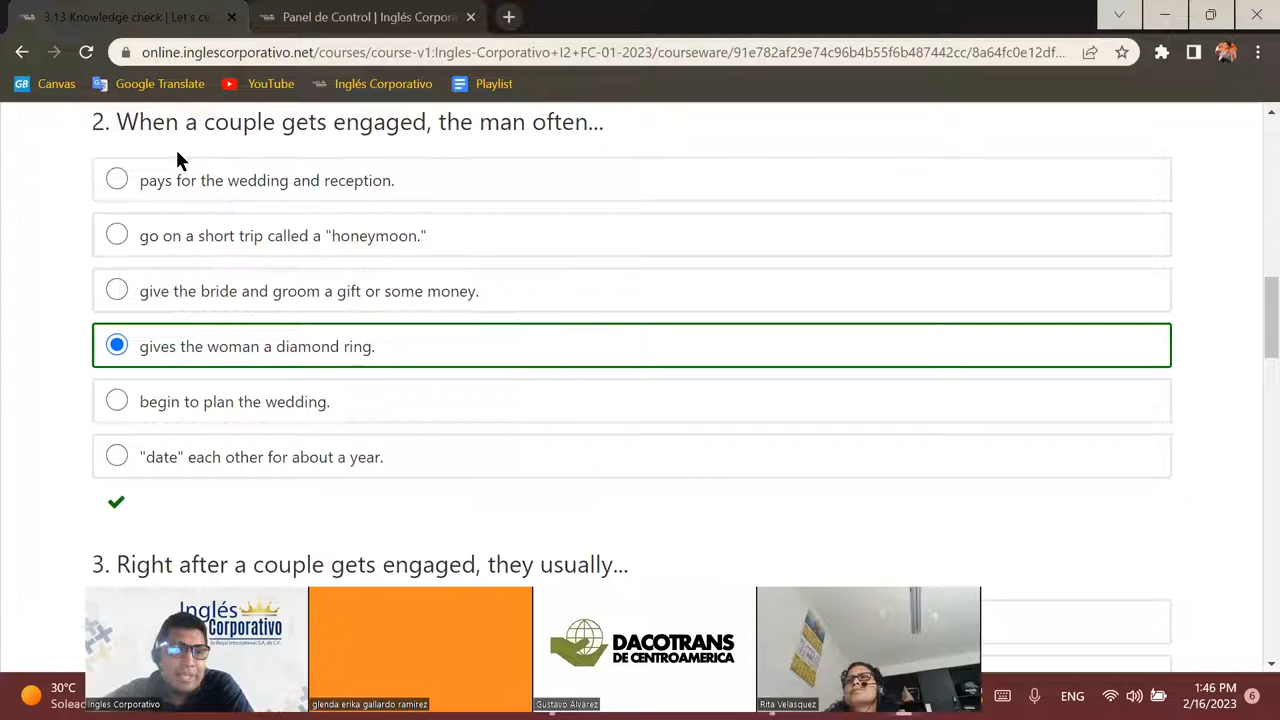 3.13 Knowledge check | Let's ce
Panel de Control | Inglés Corpora
online.inglescorporativo.net/courses/course-v1:Ingles-Corporativo+I2+FC-01-2023/courseware/91e782af29e74c96b4b55f6b487442cc/8a64fc0e12df...
GB Canvas
Google Translate
YouTube
Inglés Corporativo
Playlist
2. When a couple gets engaged, the man often...
pays for the wedding and reception.
go on a short trip called a "honeymoon."
give the bride and groom a gift or some money.
gives the woman a diamond ring.
begin to plan the wedding.
"date" each other for about a year.
3. Right after a couple gets engaged, they usually...
Inglés
Corporativo
Ingles Corporativo
glenda erika gallardo ramirez
DACOTRANS
DE CENTROAMERICA
Gustavo Alvarez
Rita Velasquez
30°C
Solead
ENG
1:46 PM
2/16/2023
6